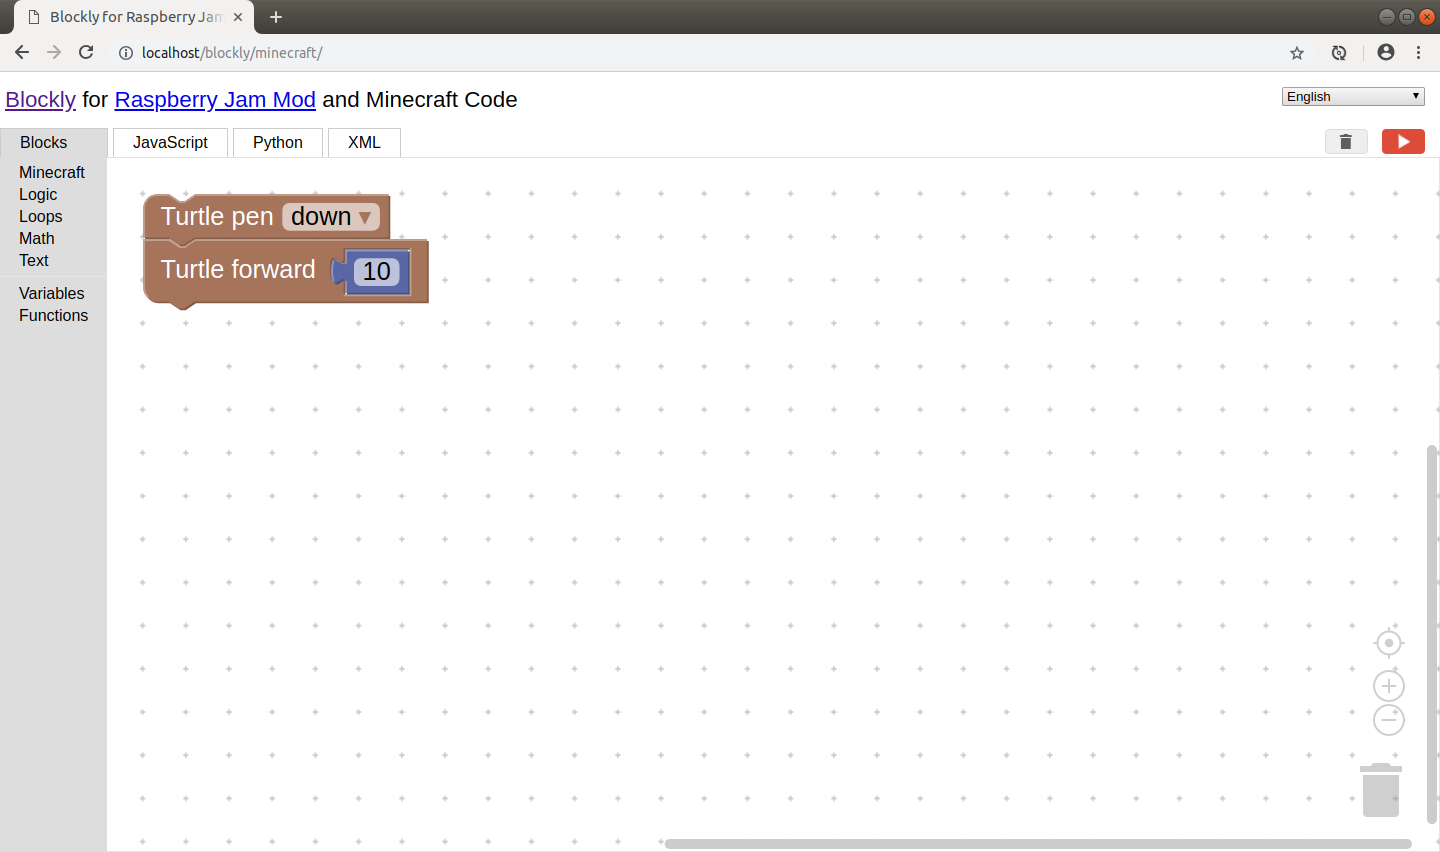 Blockly for Raspberry Jam
localhost/blockly/minecraft/
Blockly for Raspberry Jam Mod and Minecraft Code
English
Blocks
JavaScript
Python
XML
Minecraft
Logic
Loops
Math
Text
Variables
Functions
Turtle pen down
Turtle forward 10